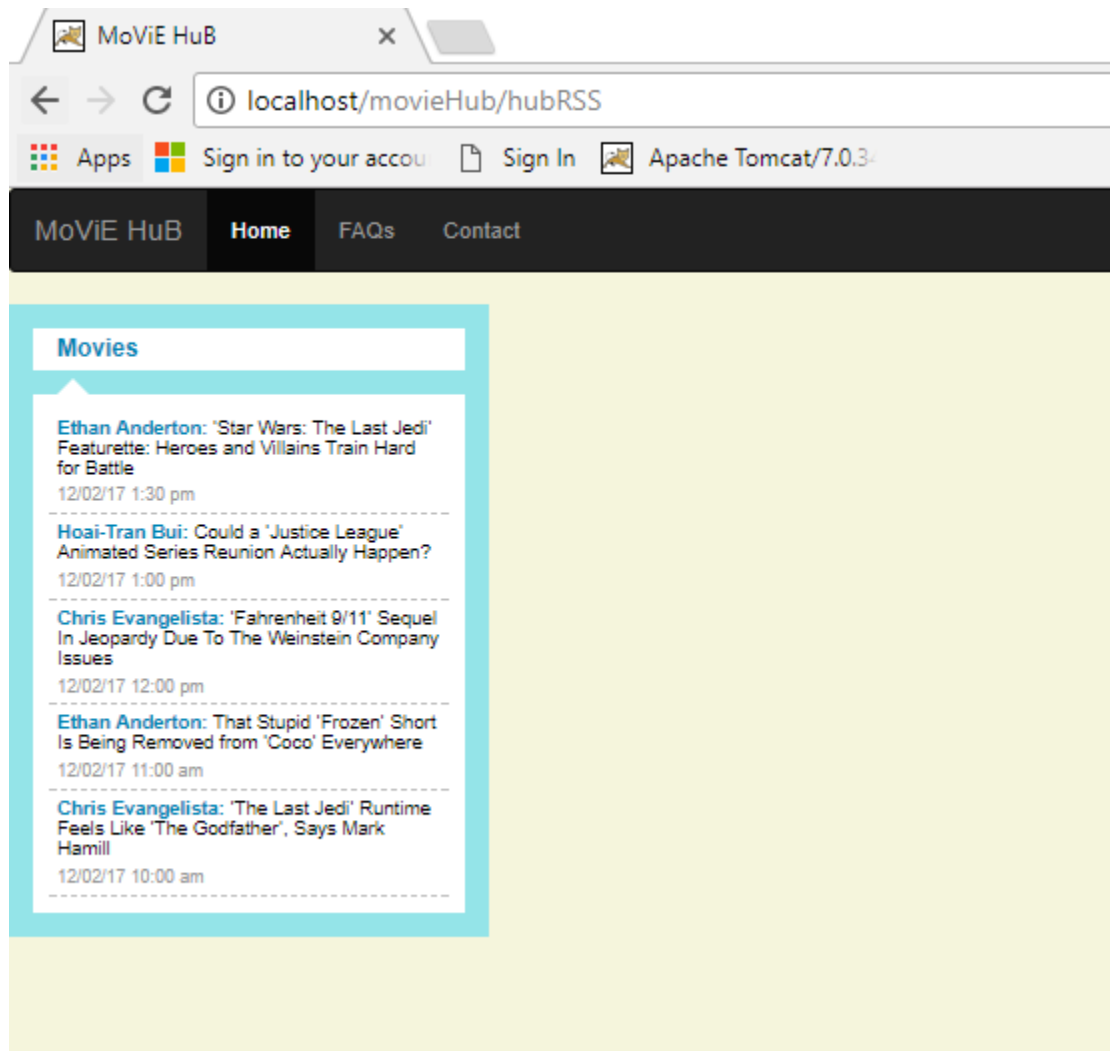 MoViE HuB
localhost/movieHub/hubRSS
Apps Sign in to your accou Sign In Apache Tomcat/7.0.3
MoViE HuB Home FAQs Contact
Movies
Ethan Anderton: 'Star Wars: The Last Jedi'
Featurette: Heroes and Villains Train Hard
for Battle
12/02/17 1:30 pm
Hoai-Tran Bui: Could a 'Justice League'
Animated Series Reunion Actually Happen?
12/02/17 1:00 pm
Chris Evangelista: 'Fahrenheit 9/11' Sequel
In Jeopardy Due To The Weinstein Company
Issues
12/02/17 12:00 pm
Ethan Anderton: That Stupid 'Frozen' Short
Is Being Removed from 'Coco' Everywhere
12/02/17 11:00 am
Chris Evangelista: 'The Last Jedi' Runtime
Feels Like 'The Godfather', Says Mark
Hamill
12/02/17 10:00 am